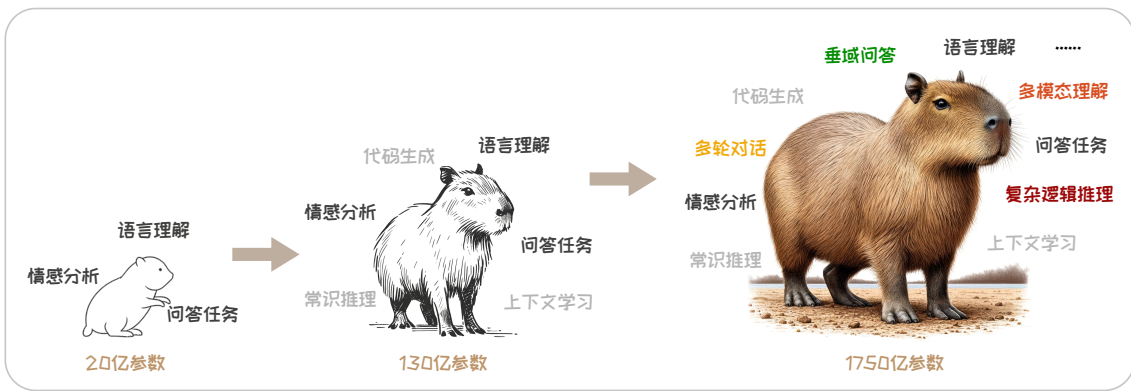 语言理解
情感分析
问答任务
20亿参数
代码生成
语言理解
情感分析
问答任务
常识推理
上下文学习
130亿参数
垂域问答
语言理解
......
代码生成
多模态理解
多轮对话
问答任务
情感分析
复杂逻辑推理
常识推理
上下文学习
1750亿参数